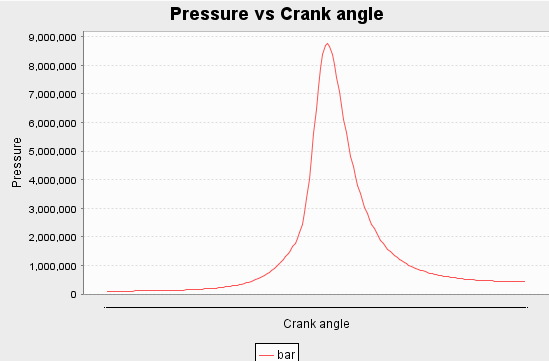 Pressure vs Crank angle
9,000,000
8,000,000
7,000,000
6,000,000
5,000,000
4,000,000
3,000,000
2,000,000
1,000,000
0
Pressure
Crank angle
bar